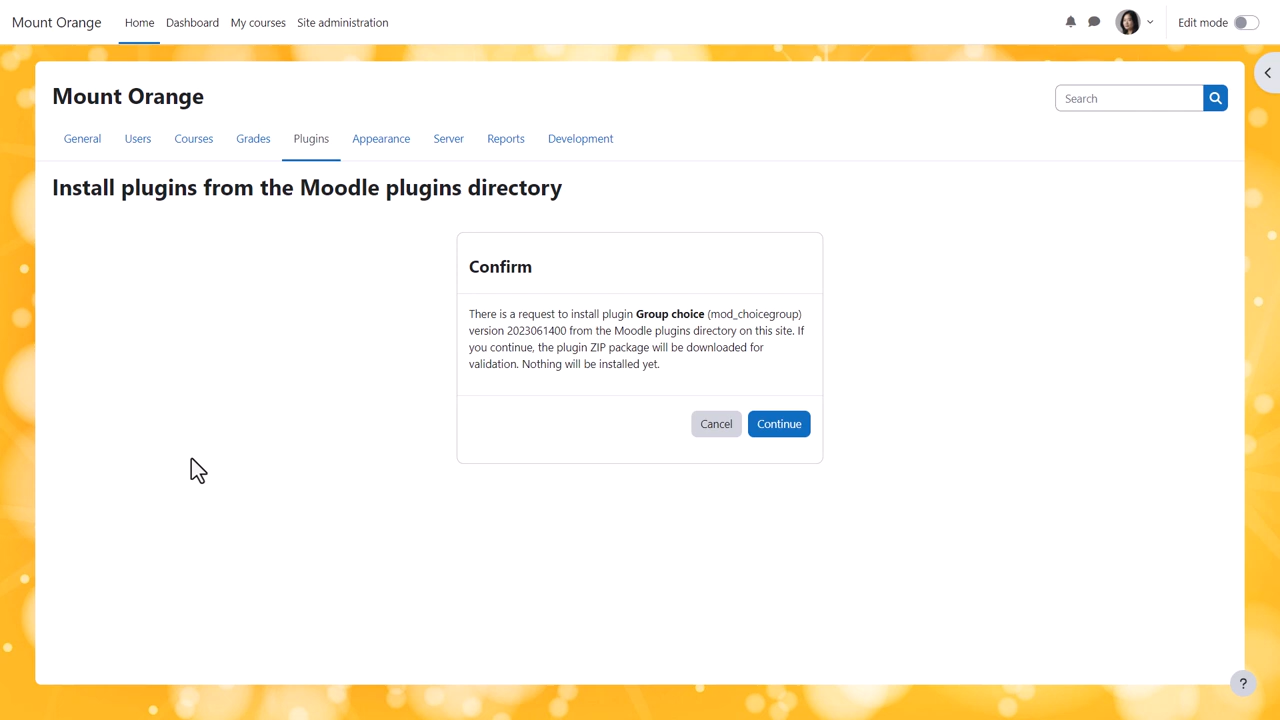 Mount Orange
Home Dashboard My courses Site administration
Edit mode
Mount Orange
Search
General Users Courses Grades Plugins Appearance Server Reports Development
Install plugins from the Moodle plugins directory
Confirm
There is a request to install plugin Group choice (mod_choicegroup)
version 2023061400 from the Moodle plugins directory on this site. If
you continue, the plugin ZIP package will be downloaded for
validation. Nothing will be installed yet.
Cancel Continue
?